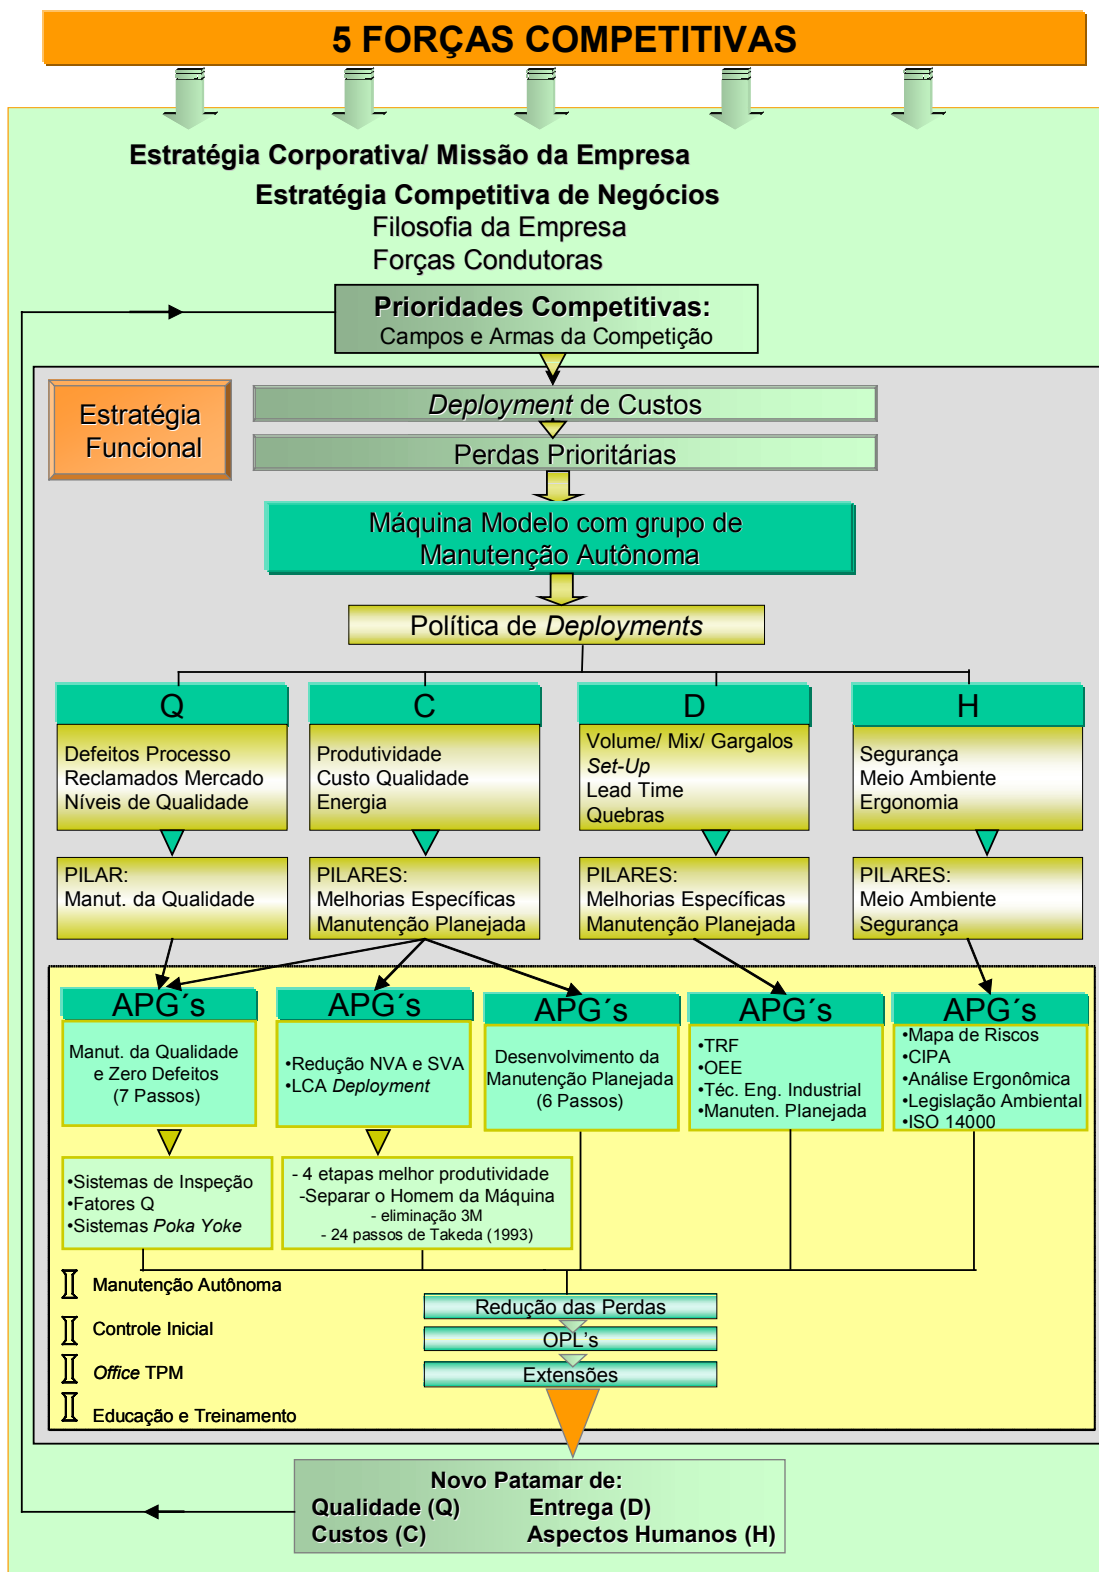 5 FORÇAS COMPETITIVAS
Estratégia Corporativa/ Missão da Empresa
Estratégia Competitiva de Negócios
Filosofia da Empresa
Forças Condutoras
Prioridades Competitivas:
Campos e Armas da Competição
Estratégia
Funcional
Deployment de Custos
Perdas Prioritárias
Máquina Modelo com grupo de
Manutenção Autônoma
Política de Deployments
Q
Defeitos Processo
Reclamados Mercado
Níveis de Qualidade
PILAR:
Manut. da Qualidade
C
Produtividade
Custo Qualidade
Energia
PILARES:
Melhorias Específicas
Manutenção Planejada
D
Volume/ Mix/ Gargalos
Set-Up
Lead Time
Quebras
PILARES:
Melhorias Específicas
Manutenção Planejada
H
Segurança
Meio Ambiente
Ergonomia
PILARES:
Meio Ambiente
Segurança
APG´s
Manut. da Qualidade
e Zero Defeitos
(7 Passos)
•Sistemas de Inspeção
•Fatores Q
•Sistemas Poka Yoke
APG´s
•Redução NVA e SVA
•LCA Deployment
- 4 etapas melhor produtividade
-Separar o Homem da Máquina
- eliminação 3M
- 24 passos de Takeda (1993)
APG´s
Desenvolvimento da
Manutenção Planejada
(6 Passos)
APG´s
•TRF
•OEE
•Téc. Eng. Industrial
•Manuten. Planejada
APG´s
•Mapa de Riscos
•CIPA
•Análise Ergonômica
•Legislação Ambiental
•ISO 14000
Manutenção Autônoma
Controle Inicial
Office TPM
Educação e Treinamento
Redução das Perdas
OPL's
Extensões
Novo Patamar de:
Qualidade (Q) Entrega (D)
Custos (C) Aspectos Humanos (H)